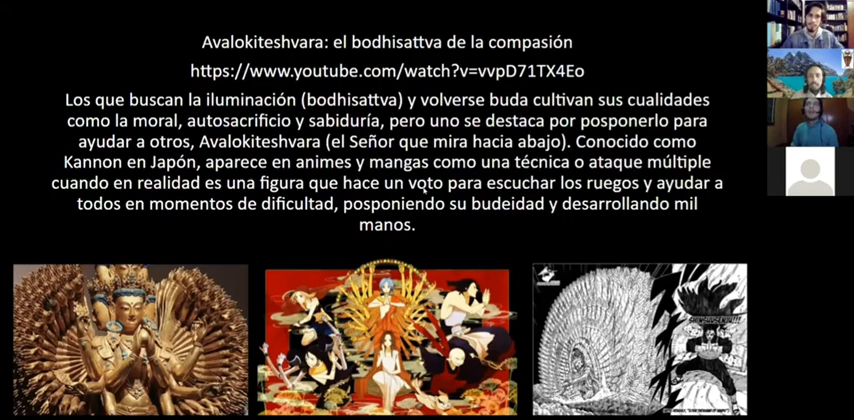 Avalokiteshvara: el bodhisattva de la compasión
https://www.youtube.com/watch?v=vvpD71TX4Eo
Los que buscan la iluminación (bodhisattva) y volverse buda cultivan sus cualidades
como la moral, autosacrificio y sabiduría, pero uno se destaca por posponerlo para
ayudar a otros, Avalokiteshvara (el Señor que mira hacia abajo). Conocido como
Kannon en Japón, aparece en animes y mangas como una técnica o ataque múltiple
cuando en realidad es una figura que hace un voto para escuchar los ruegos y ayudar a
todos en momentos de dificultad, posponiendo su budeidad y desarrollando mil
manos.